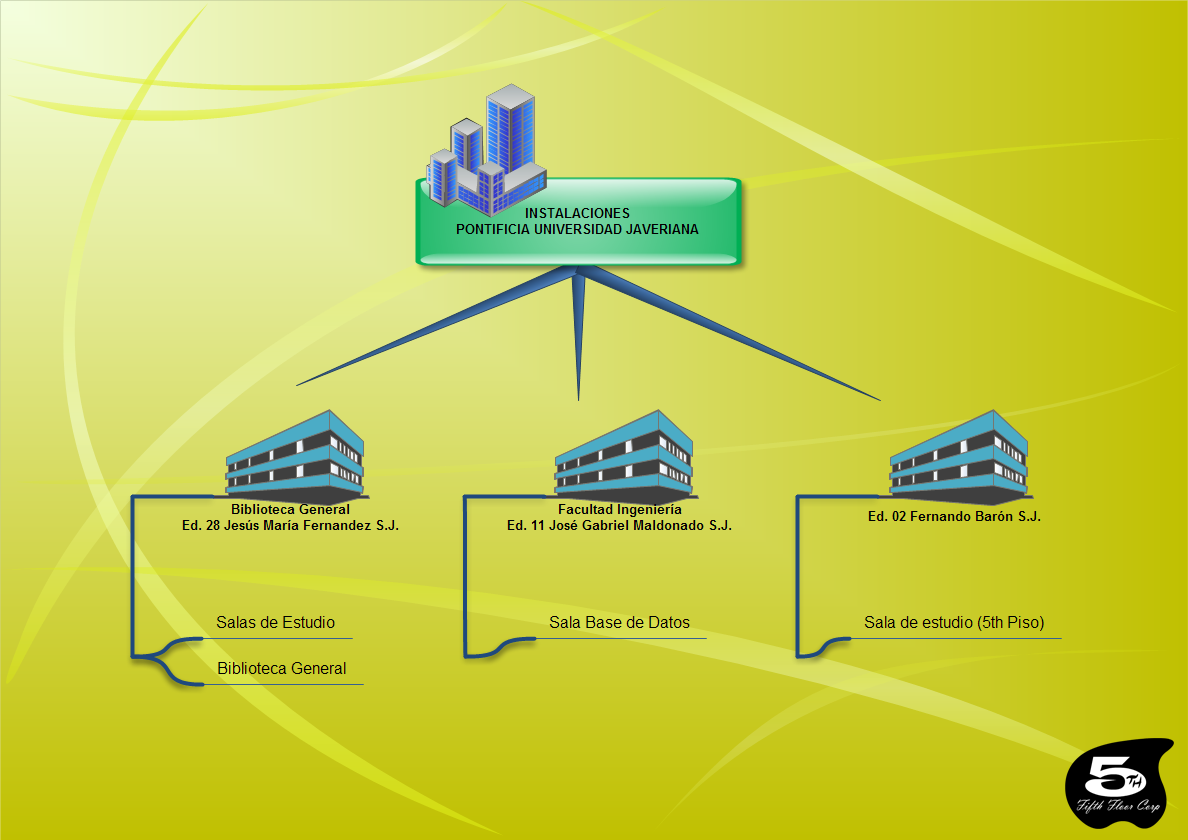 INSTALACIONES
PONTIFICIA UNIVERSIDAD JAVERIANA
Biblioteca General
Ed. 28 Jesús María Fernandez S.J.
Salas de Estudio
Biblioteca General
Facultad Ingeniería
Ed. 11 José Gabriel Maldonado S.J.
Sala Base de Datos
Ed. 02 Fernando Barón S.J.
Sala de estudio (5th Piso)
5TH
Fifth Floor Corp